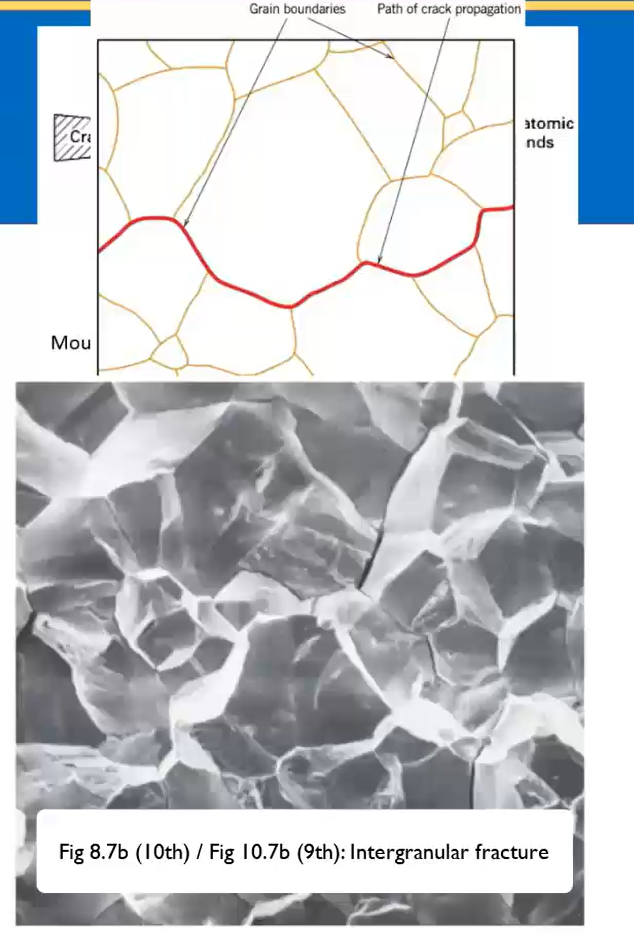 Grain boundaries
Path of crack propagation
atomic
nds
Mou
Fig 8.7b (10th) / Fig 10.7b (9th): Intergranular fracture